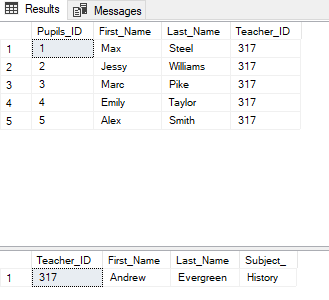 Results Messages
Pupils_ID First_Name Last_Name Teacher_ID
1 1 Max Steel 317
2 2 Jessy Williams 317
3 3 Marc Pike 317
4 4 Emily Taylor 317
5 5 Alex Smith 317
Teacher_ID First_Name Last_Name Subject_
1 317 Andrew Evergreen History